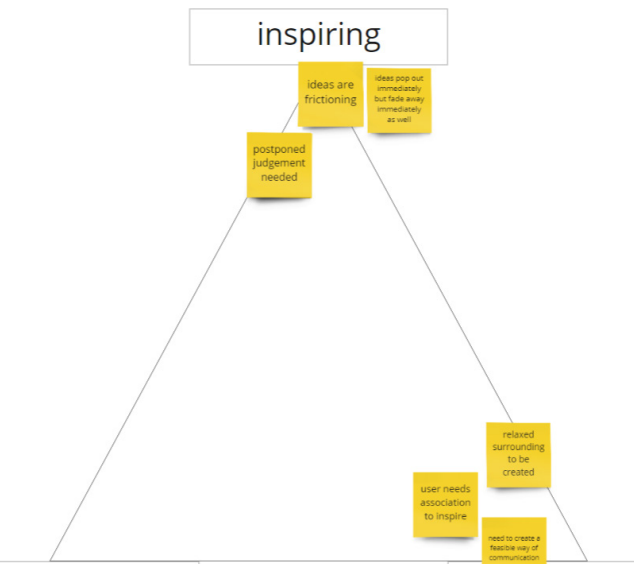 inspiring
ideas are
frictioning
ideas pop out
immediately
but fade away
immediately
as well
postponed
judgement
needed
relaxed
surrounding
to be
created
user needs
association
to inspire
need to create a
feasible way of
communication